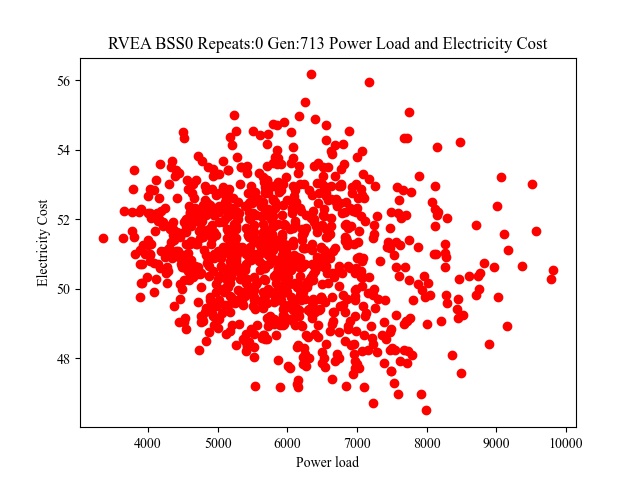 RVEA BSS0 Repeats:0 Gen:713 Power Load and Electricity Cost
56
54
52
50
48
Electricity Cost
4000 5000 6000 7000 8000 9000 10000
Power load